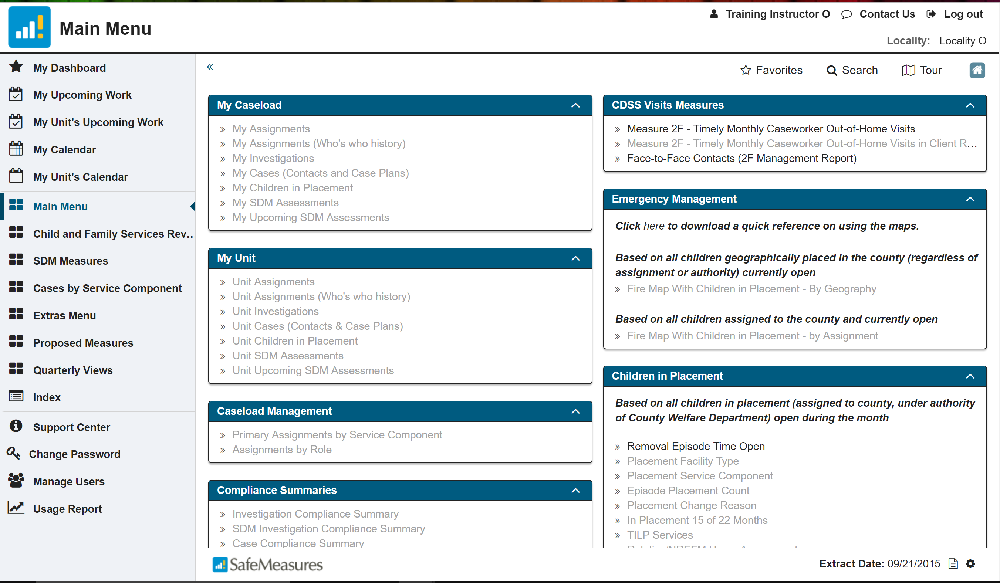 Main Menu
Training Instructor O
Contact Us
Log out
Locality: Locality O
My Dashboard
My Upcoming Work
My Unit's Upcoming Work
My Calendar
My Unit's Calendar
Main Menu
Child and Family Services Rev...
SDM Measures
Cases by Service Component
Extras Menu
Proposed Measures
Quarterly Views
Index
Support Center
Change Password
Manage Users
Usage Report
«
Favorites
Search
Tour
My Caseload
» My Assignments
» My Assignments (Who's who history)
» My Investigations
» My Cases (Contacts and Case Plans)
» My Children in Placement
» My SDM Assessments
» My Upcoming SDM Assessments
My Unit
» Unit Assignments
» Unit Assignments (Who's who history)
» Unit Investigations
» Unit Cases (Contacts & Case Plans)
» Unit Children in Placement
» Unit SDM Assessments
» Unit Upcoming SDM Assessments
Caseload Management
» Primary Assignments by Service Component
» Assignments by Role
Compliance Summaries
» Investigation Compliance Summary
» SDM Investigation Compliance Summary
» Case Compliance Summary
CDSS Visits Measures
» Measure 2F - Timely Monthly Caseworker Out-of-Home Visits
» Measure 2F - Timely Monthly Caseworker Out-of-Home Visits in Client R...
» Face-to-Face Contacts (2F Management Report)
Emergency Management
Click here to download a quick reference on using the maps.
Based on all children geographically placed in the county (regardless of
assignment or authority) currently open
» Fire Map With Children in Placement - By Geography
Based on all children assigned to the county and currently open
» Fire Map With Children in Placement - by Assignment
Children in Placement
Based on all children in placement (assigned to county, under authority
of County Welfare Department) open during the month
» Removal Episode Time Open
» Placement Facility Type
» Placement Service Component
» Episode Placement Count
» Placement Change Reason
» In Placement 15 of 22 Months
» TILP Services
SafeMeasures
Extract Date: 09/21/2015